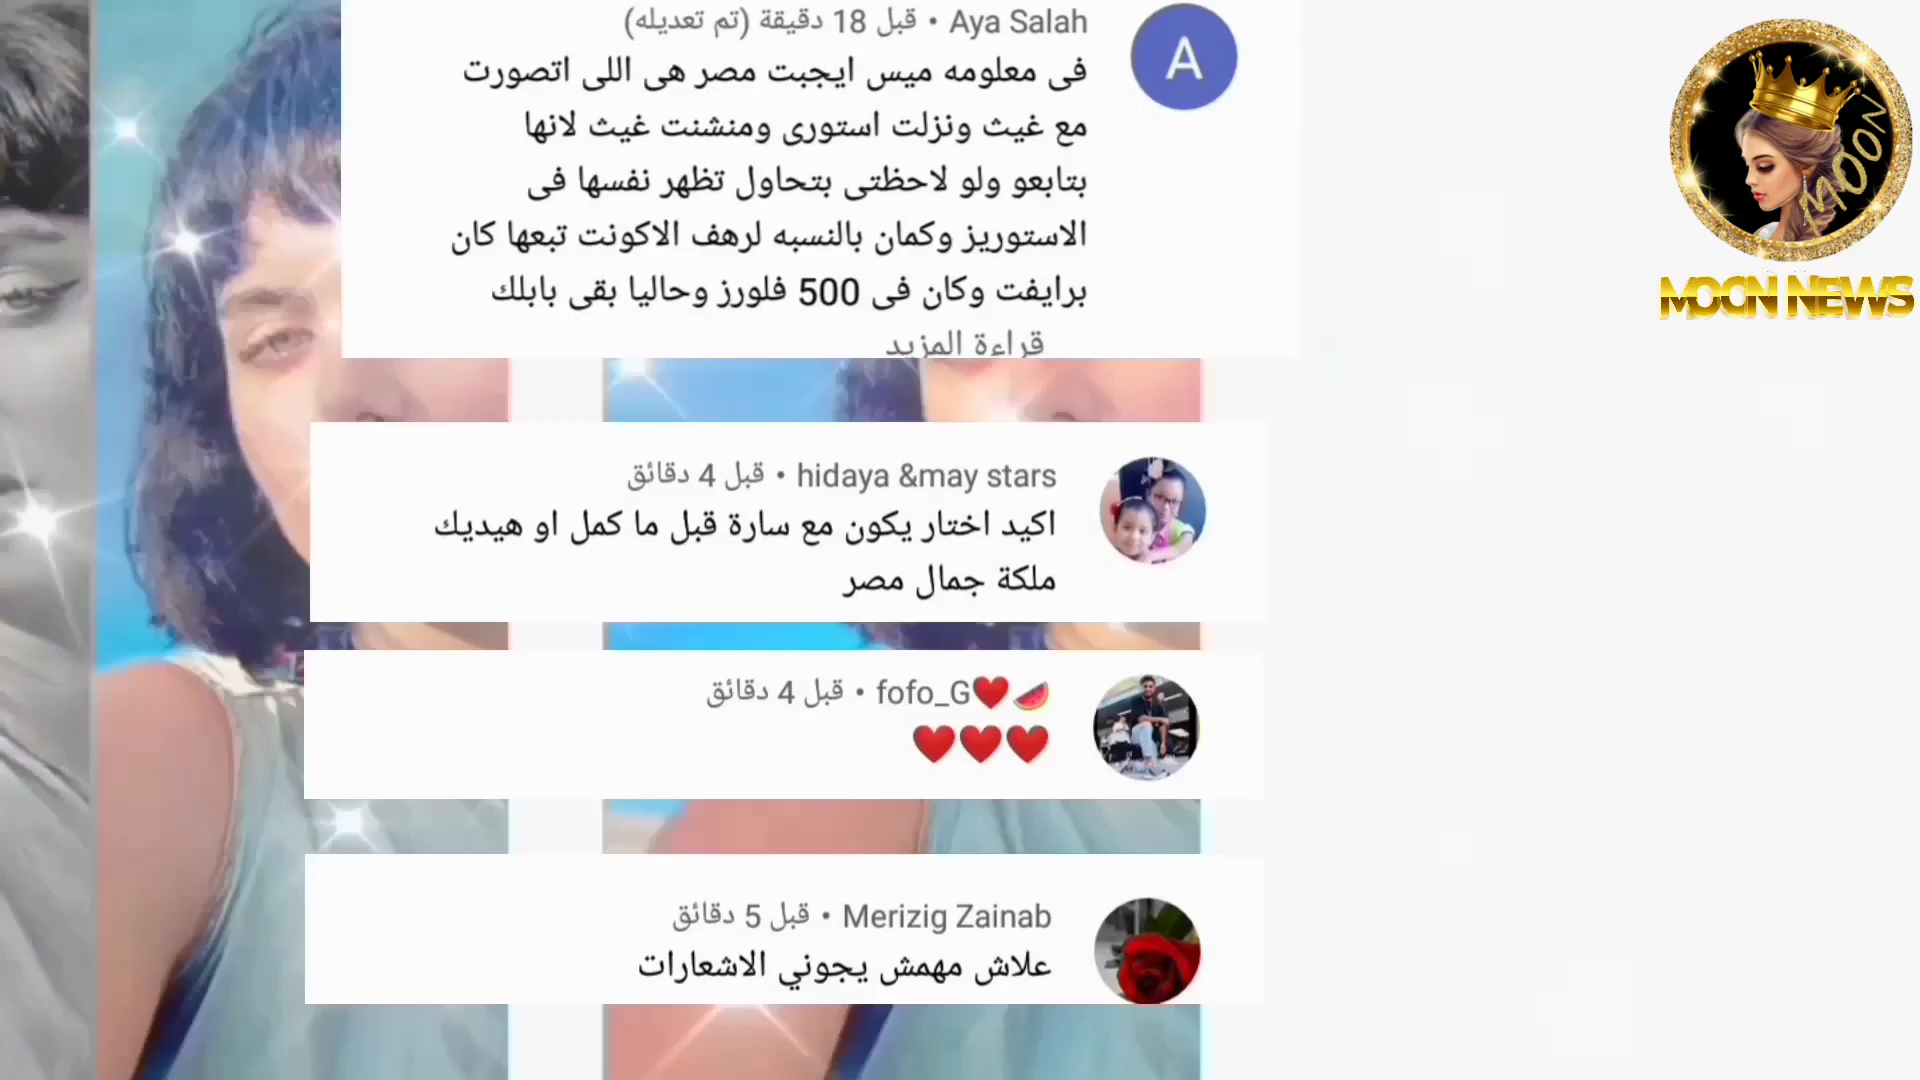 Aya Salah • قبل 18 دقيقة (تم تعديله)
A
فى معلومه ميس ايجبت مصر هى اللى اتصورت
مع غيث ونزلت استورى ومنشنت غيث لانها
بتابعو ولو لاحظتى بتحاول تظهر نفسها فى
الاستوريز وكمان بالنسبه لرهف الاكونت تبعها كان
برايفت وكان فى 500 فلورز وحاليا بقى بابلك
قراءة المزيد
hidaya &may stars • قبل 4 دقائق
اكيد اختار يكون مع سارة قبل ما كمل او هيديك
ملكة جمال مصر
fofo_G❤️🍉 • قبل 4 دقائق
❤️❤️❤️
Merizig Zainab • قبل 5 دقائق
علاش مهمش يجوني الاشعارات
MOON
MOON NEWS